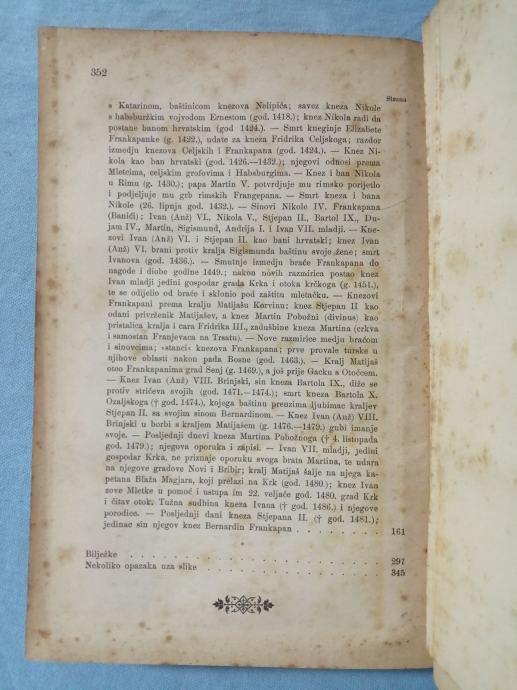 352
Strana
s Katarinom, baštinicom knezova Nelipića; savez kneza Nikole
s habsburžkim vojvodom Ernestom (god. 1418.); knez Nikola radi da
postane banom hrvatskim (god 1424.). — Smrt kneginje Elizabete
Frankapanke (g. 1422.), udate za kneza Fridrika Celjskoga; razdor
izmedju knezova Celjskih i Frankapana (god. 1424.). — Knez Ni-
kola kao ban hrvatski (god. 1426.—1432.); njegovi odnosi prema
Mletcima, celjskim grofovima i Habsburgima. — Knez i ban Nikola
u Rimu (g. 1430.); papa Martin V. potvrdjuje mu rimsko porijetlo
i podjeljuje mu grb rimskih Frangepana. — Smrt kneza i bana
Nikole (26. lipnja god. 1432.). — Sinovi Nikole IV. Frankapana
(Banići); Ivan (Anž) VI., Nikola V., Stjepan II., Bartol IX., Du-
jam IV., Martin, Sigismund, Andrija I. i Ivan VII. mladji. — Kne-
zovi Ivan (Anž) VI. i Stjepan II. kao bani hrvatski; knez Ivan
(Anž) VI. brani protiv kralja Sigismunda baštinu svoje žene; smrt
Ivanova (god. 1436.). — Smutnje izmedju braće Frankapana do
nagode i diobe godine 1449.; nakon novih razmirica postao knez
Ivan mladji jedini gospodar grada Krka i otoka krčkoga (g. 1451.),
te se odijelio od braće i sklonio pod zaštitu mletačku. — Knezovi
Frankapani prema kralju Matijašu Korvinu; knez Stjepan II kao
odani privrženik Matijašev, a knez Martin Pobožni (divinus) kao
pristalica kralja i cara Fridrika III., zadušbine kneza Martina (crkva
i samostan Franjevaca na Trsatu). — Nove razmirice medju braćom
i sinovcima; »stanci« knezova Frankapana; prve provale turske u
njihove oblasti nakon pada Bosne (god. 1463.). — Kralj Matijaš
oteo Frankapanima grad Senj (g. 1469.), a još prije Gacku s Otočcem.
— Knez Ivan (Anž) VIII. Brinjski, sin kneza Bartola IX., diže se
protiv stričeva svojih (god. 1471.—1474.); smrt kneza Bartola X.
Ozaljskoga († god. 1474.), kojega baštinu preuzima ljubimac kraljev
Stjepan II. sa svojim sinom Bernardinom. — Knez Ivan (Anž) VIII.
Brinjski u borbi s kraljem Matijašem (g. 1476.—1479.) gubi imanje
svoje. — Posljednji dnevi kneza Martina Pobožnoga († 4. listopada
god. 1479.); njegova oporuka i zapisi. — Ivan VII. mladji, jedini
gospodar Krka, ne priznaje oporuku svoga brata Martina, te udara
na njegove gradove Novi i Bribir; kralj Matijaš šalje na njega ka-
petana Blaža Magjara, koji prelazi na Krk (god. 1480.); knez Ivan
zove Mletke u pomoć i ustupa im 22. veljače god. 1480. grad Krk
i čitav otok. Tužna sudbina kneza Ivana († god. 1486.) i njegove
porodice. — Posljednji dani kneza Stjepana II. († god. 1481.);
jedinac sin njegov knez Bernardin Frankapan . . . . . . . . . 161
Bilježke . . . . . . . . . . . . . . . . . . . . 297
Nekoliko opazaka uza slike . . . . . . . . . . . . . . . 345